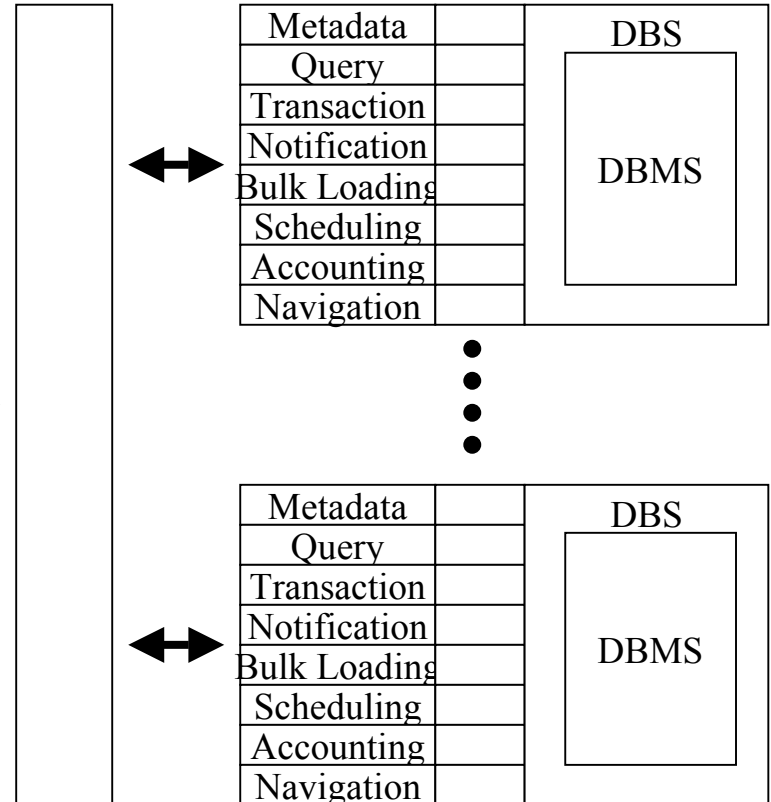 Metadata
Query
Transaction
Notification
Bulk Loading
Scheduling
Accounting
Navigation
DBS
DBMS
Metadata
Query
Transaction
Notification
Bulk Loading
Scheduling
Accounting
Navigation
DBS
DBMS